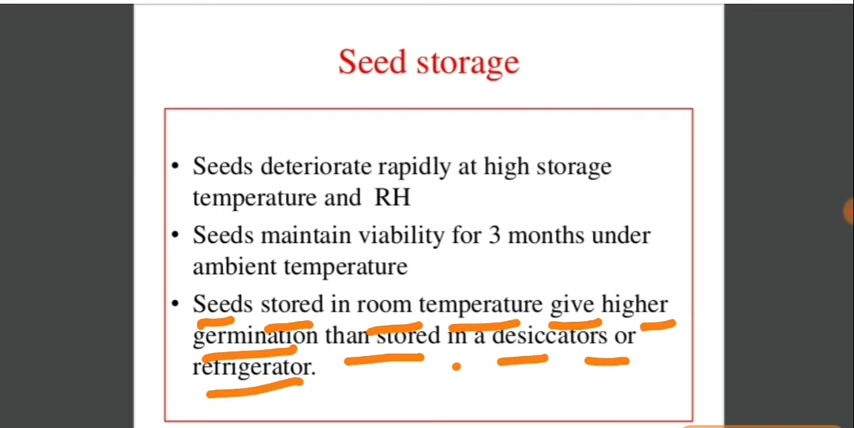 Seed storage
• Seeds deteriorate rapidly at high storage
temperature and RH
• Seeds maintain viability for 3 months under
ambient temperature
• Seeds stored in room temperature give higher
germination than stored in a desiccators or
refrigerator.